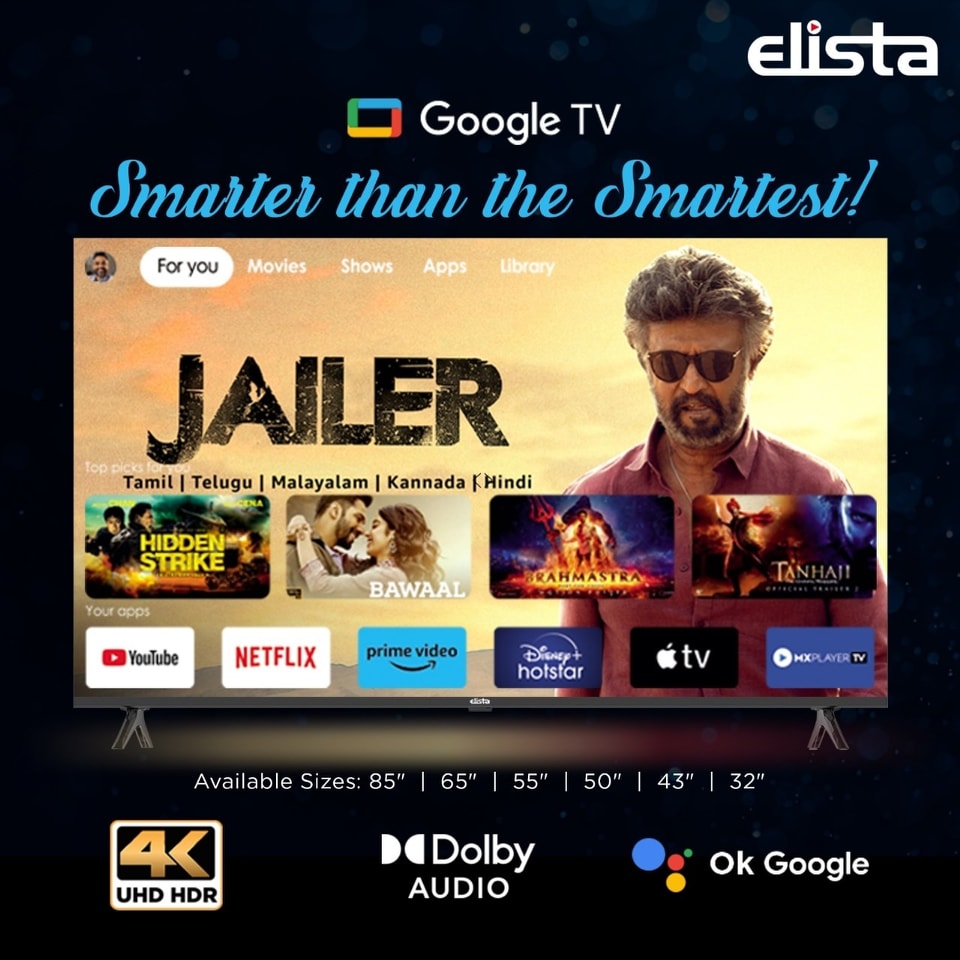 elista
Google TV
Smarter than the Smartest!
For you Movies Shows Apps Library
JAILER
Top picks for you
Tamil | Telugu | Malayalam | Kannada | Hindi
HIDDEN
STRIKE
BAWAAL
BRAHMASTRA
TANHAJI
OFFICIAL TRAILER
Your apps
YouTube
NETFLIX
prime video
Disney+
hotstar
tv
MXPLAYER TV
elista
Available Sizes: 85" | 65" | 55" | 50" | 43" | 32"
4K
UHD HDR
Dolby
AUDIO
Ok Google